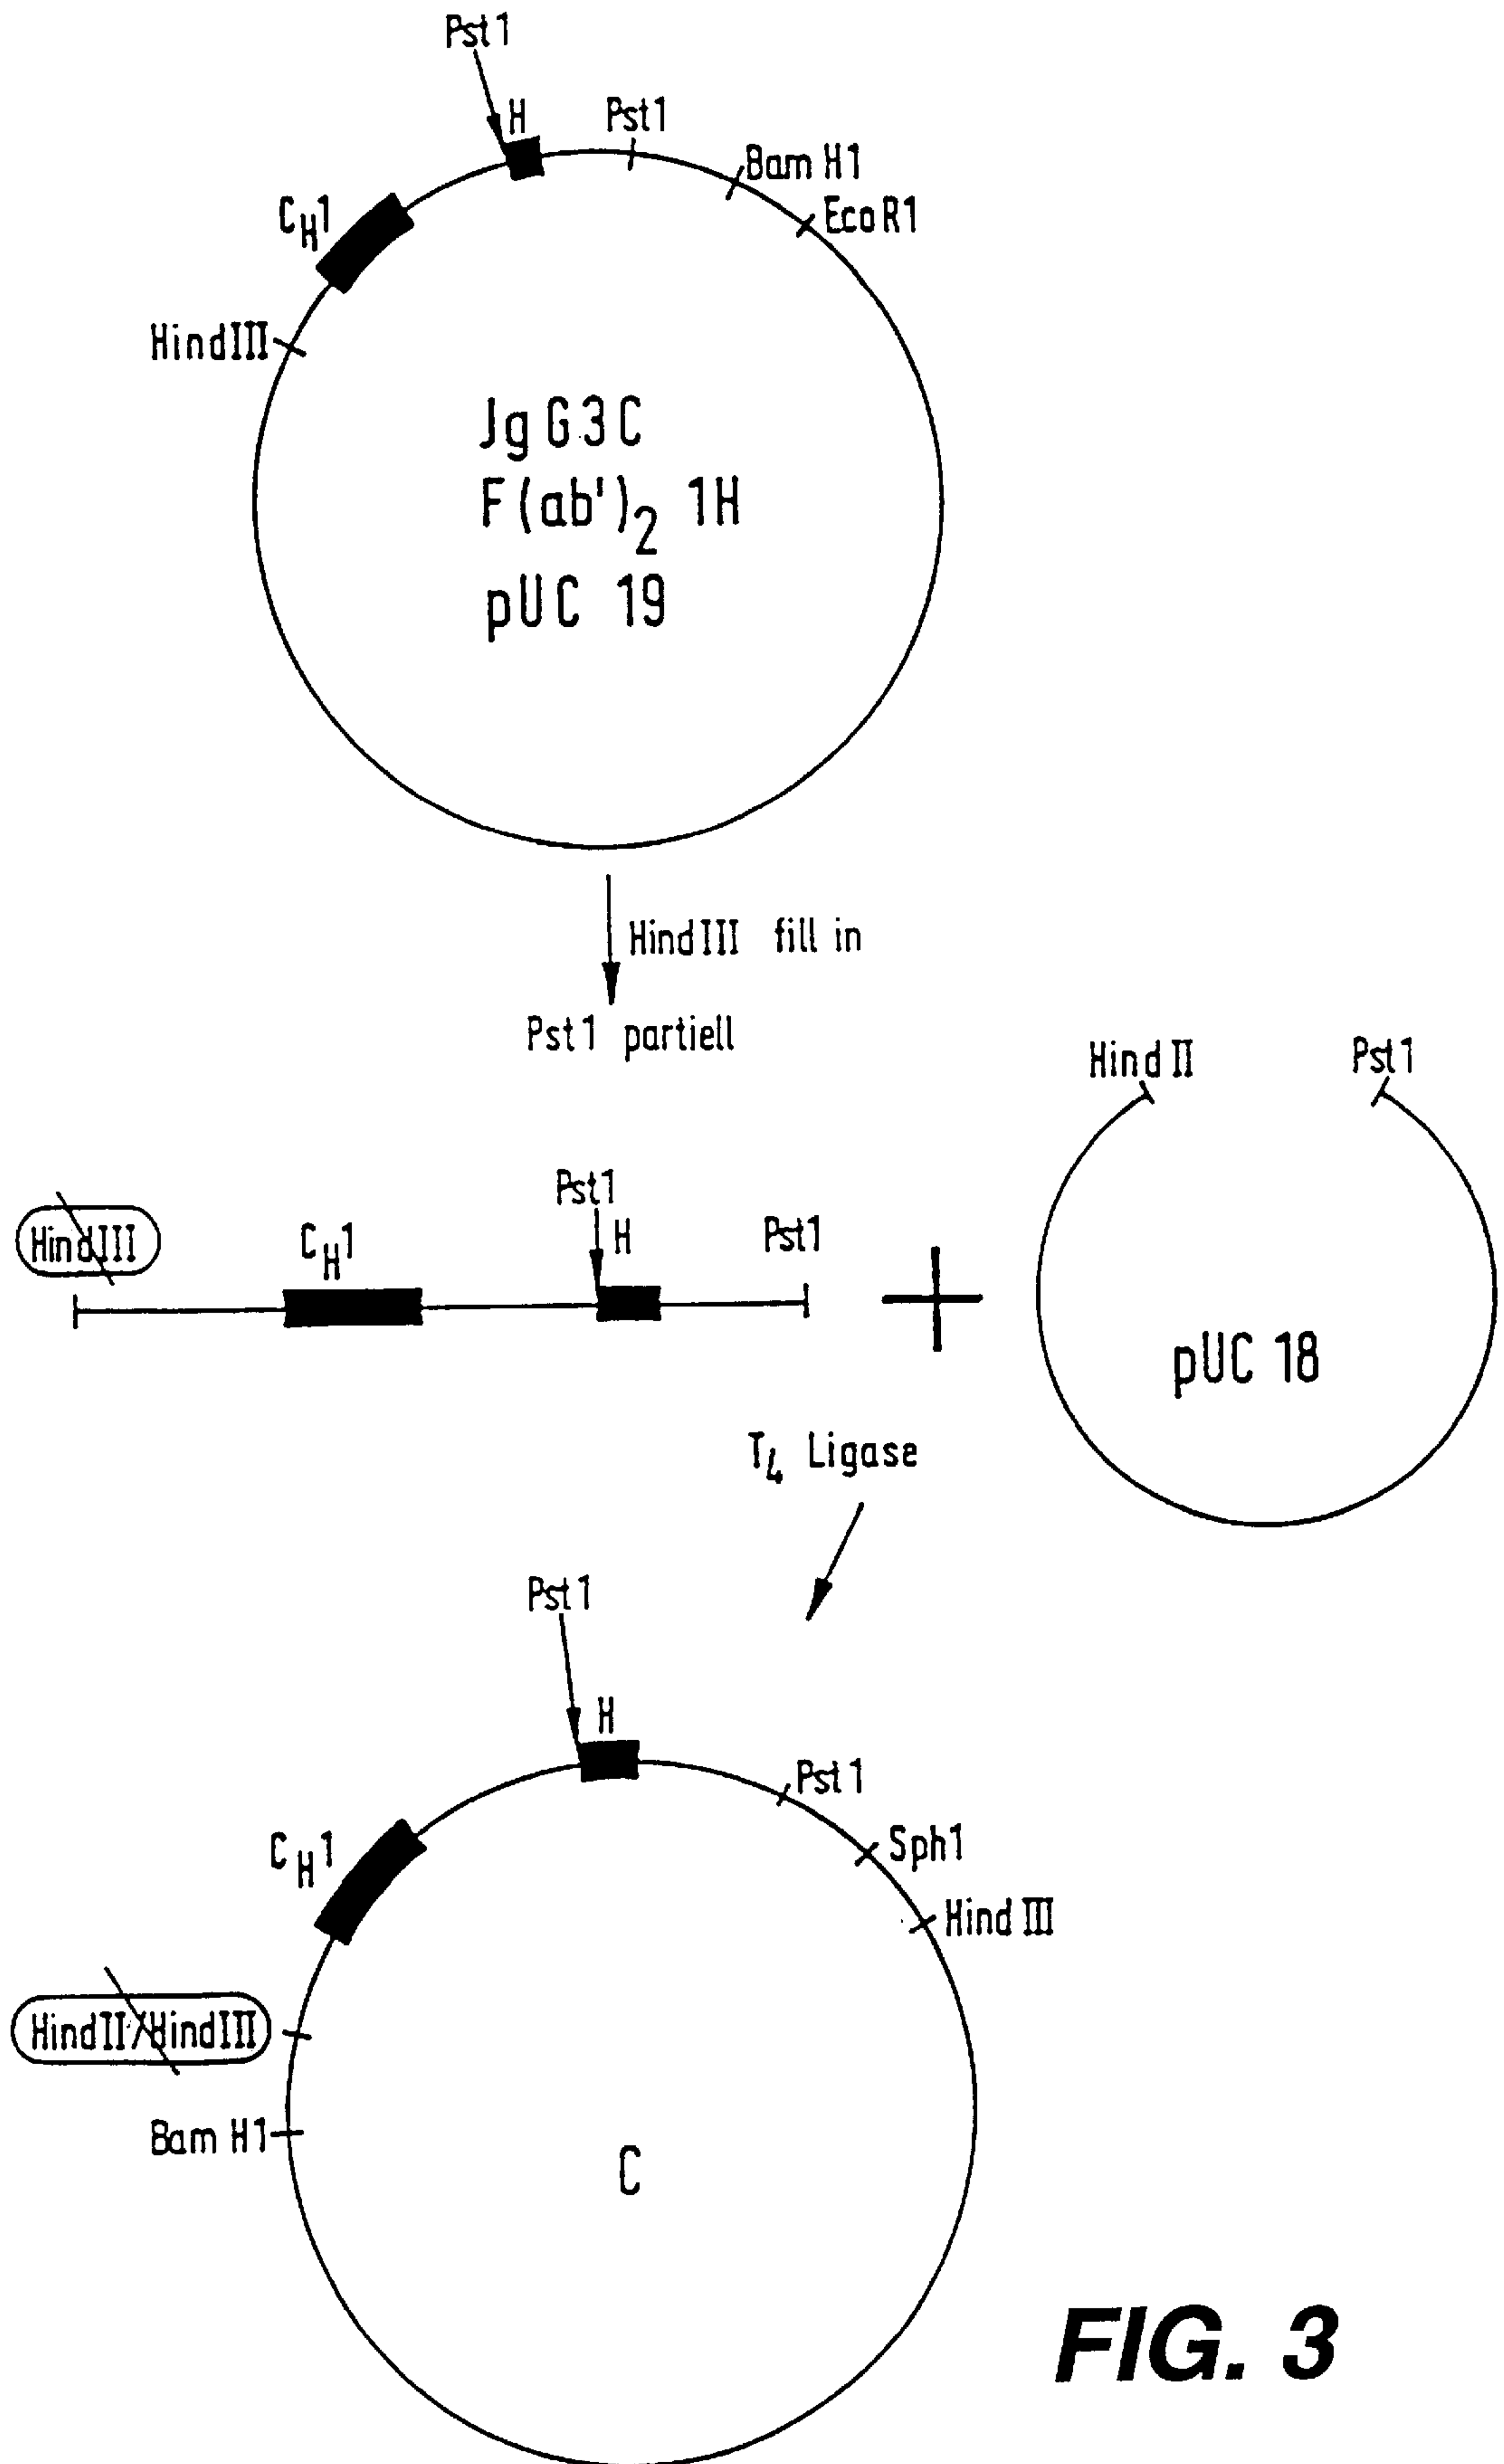 Pst1
H
Pst1
Bam H1
EcoR1
CH1
HindIII
JgG3C
F(ab')2 1H
pUC 19
HindIII fill in
Pst1 partiell
Hind II
Pst1
Pst1
HindIII
CH1
H
Pst1
pUC 18
T4 Ligase
Pst1
H
Pst1
Sph1
CH1
Hind III
HindII/HindIII
Bam H1
C
FIG. 3